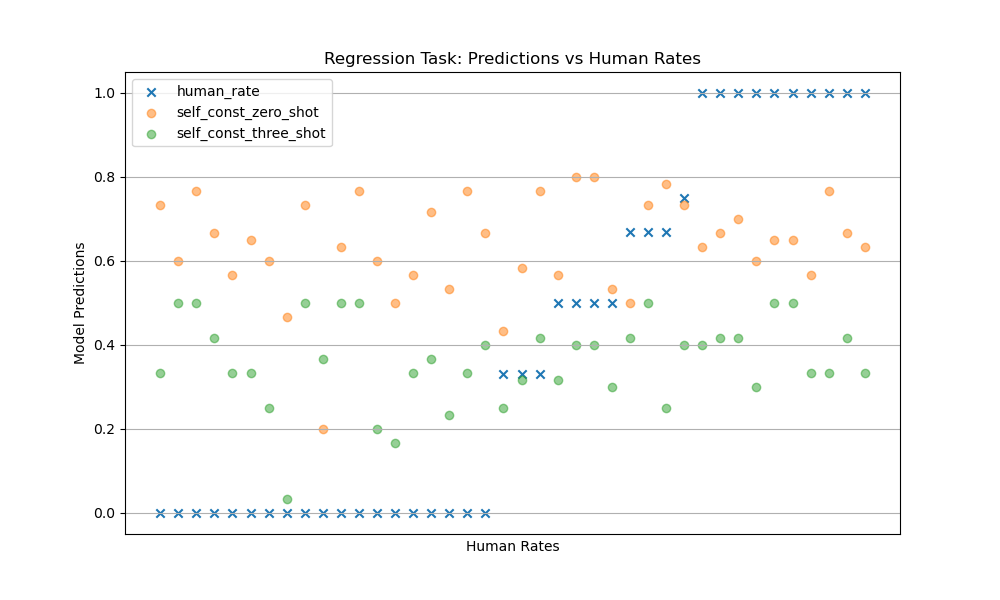 Regression Task: Predictions vs Human Rates
human_rate
self_const_zero_shot
self_const_three_shot
Model Predictions
1.0
0.8
0.6
0.4
0.2
0.0
Human Rates